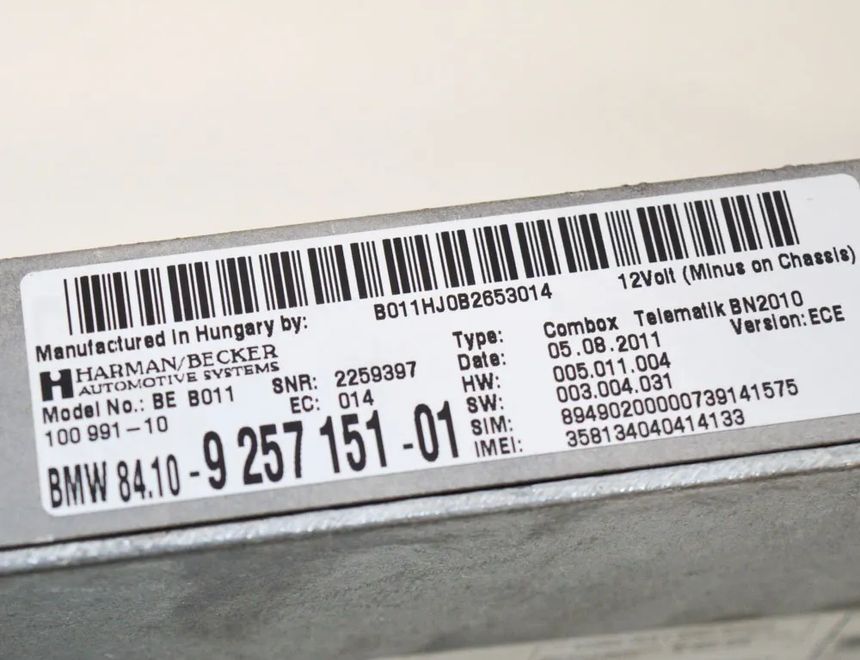 B011HJ0B2653014
12Volt (Minus on Chassis)
Manufactured in Hungary by:
HARMAN/BECKER
AUTOMOTIVE SYSTEMS
Model No.: BE B011
SNR: 2259397
100 991-10
EC: 014
BMW 84.10 -9 257 151 -01
Type: Combox Telematik BN2010
Date: 05.08.2011 Version: ECE
HW: 005.011.004
SW: 003.004.031
SIM: 89490200000739141575
IMEI: 358134040414133